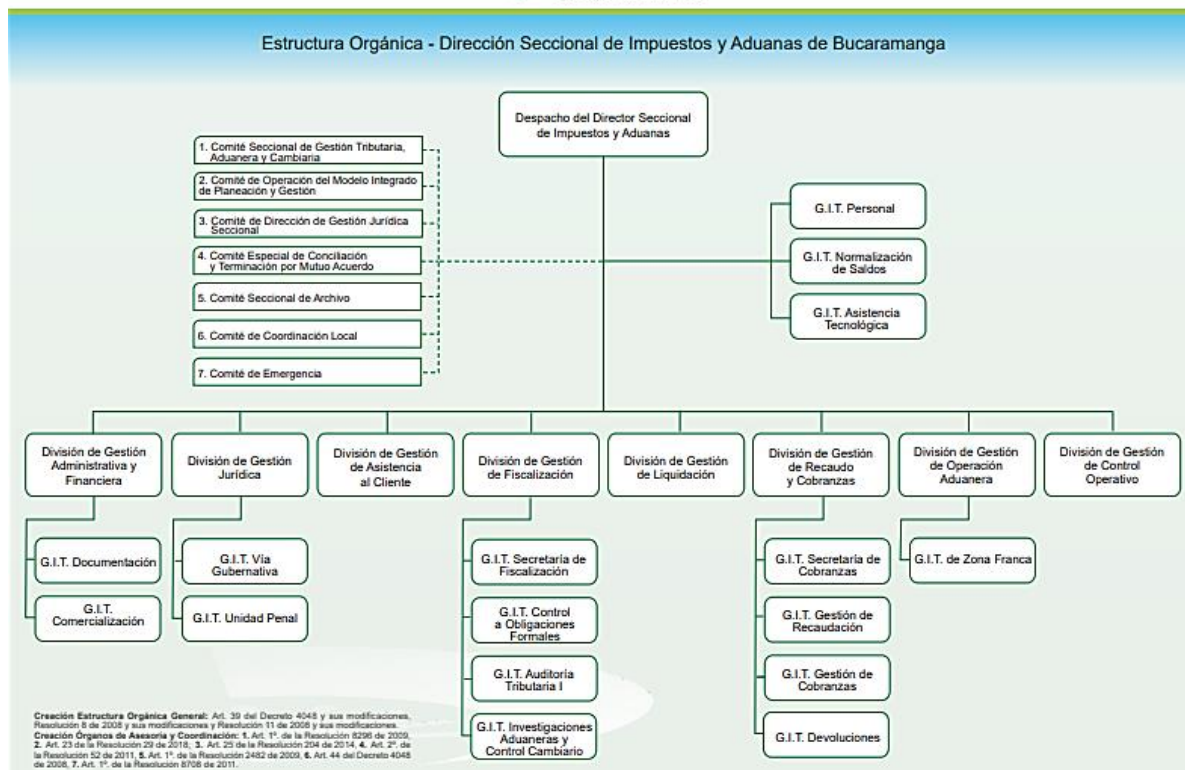 Estructura Orgánica - Dirección Seccional de Impuestos y Aduanas de Bucaramanga
Despacho del Director Seccional
de Impuestos y Aduanas
1. Comité Seccional de Gestión Tributaria,
Aduanera y Cambiaria
2. Comité de Operación del Modelo Integrado
de Planeación y Gestión
3. Comité de Dirección de Gestión Jurídica
Seccional
4. Comité Especial de Conciliación
y Terminación por Mutuo Acuerdo
5. Comité Seccional de Archivo
6. Comité de Coordinación Local
7. Comité de Emergencia
G.I.T. Personal
G.I.T. Normalización
de Saldos
G.I.T. Asistencia
Tecnológica
División de Gestión
Administrativa y
Financiera
División de Gestión
Jurídica
División de Gestión
de Asistencia
al Cliente
División de Gestión
de Fiscalización
División de Gestión
de Liquidación
División de Gestión
de Recaudo
y Cobranzas
División de Gestión
de Operación
Aduanera
División de Gestión
de Control
Operativo
G.I.T. Documentación
G.I.T.
Comercialización
G.I.T. Vía
Gubernativa
G.I.T. Unidad Penal
G.I.T. Secretaría de
Fiscalización
G.I.T. Control
a Obligaciones
Formales
G.I.T. Auditoría
Tributaria I
G.I.T. Investigaciones
Aduaneras y
Control Cambiario
G.I.T. Secretaría de
Cobranzas
G.I.T. Gestión de
Recaudación
G.I.T. Gestión de
Cobranzas
G.I.T. Devoluciones
G.I.T. de Zona Franca
Creación Estructura Orgánica General: Art. 39 del Decreto 4048 y sus modificaciones,
Resolución 8 de 2008 y sus modificaciones y Resolución 11 de 2008 y sus modificaciones.
Creación Órganos de Asesoría y Coordinación: 1. Art. 1º. de la Resolución 8296 de 2009,
2. Art. 23 de la Resolución 29 de 2018; 3. Art. 25 de la Resolución 204 de 2014, 4. Art. 2º. de
la Resolución 52 de 2011, 5. Art. 1º. de la Resolución 2482 de 2009, 6. Art. 44 del Decreto 4048
de 2008, 7. Art. 1º. de la Resolución 8708 de 2011.